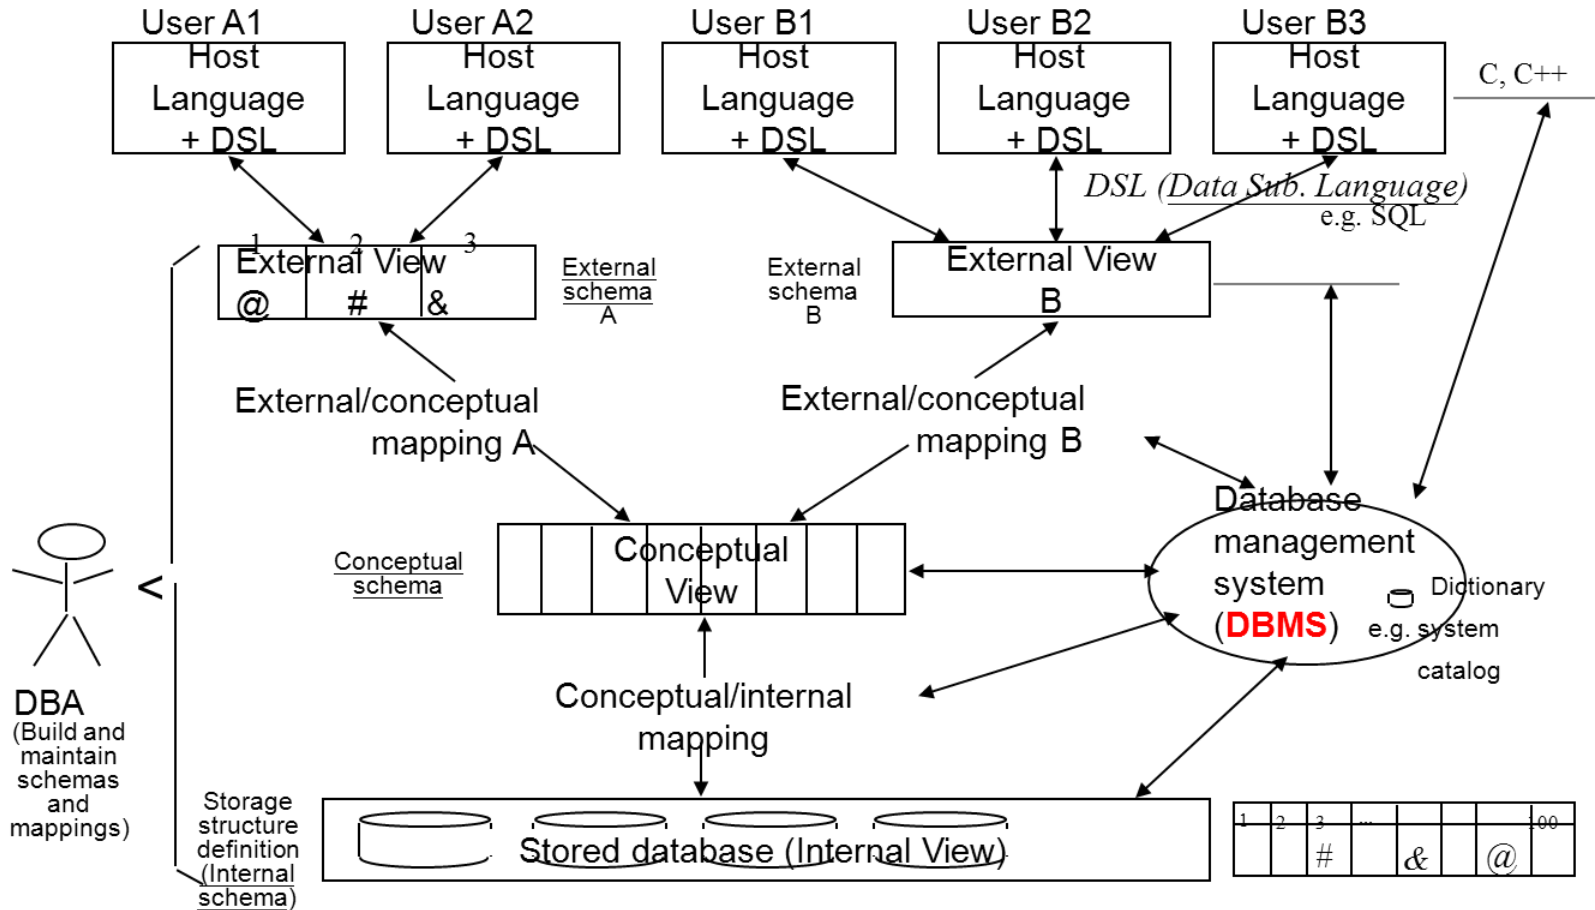 User A1
User A2
User B1
User B2
User B3
Host
Language
+ DSL
Host
Language
+ DSL
Host
Language
+ DSL
Host
Language
+ DSL
Host
Language
+ DSL
C, C++
DSL (Data Sub. Language)
e.g. SQL
1 2 3
External View
@ # &
External
schema
A
External
schema
B
External View
B
External/conceptual
mapping A
External/conceptual
mapping B
Conceptual
schema
Conceptual
View
Database
management
system
(DBMS)
Dictionary
e.g. system
catalog
<
DBA
(Build and
maintain
schemas
and
mappings)
Conceptual/internal
mapping
Storage
structure
definition
(Internal
schema)
Stored database (Internal View)
1 2 3 ... 100
# & @